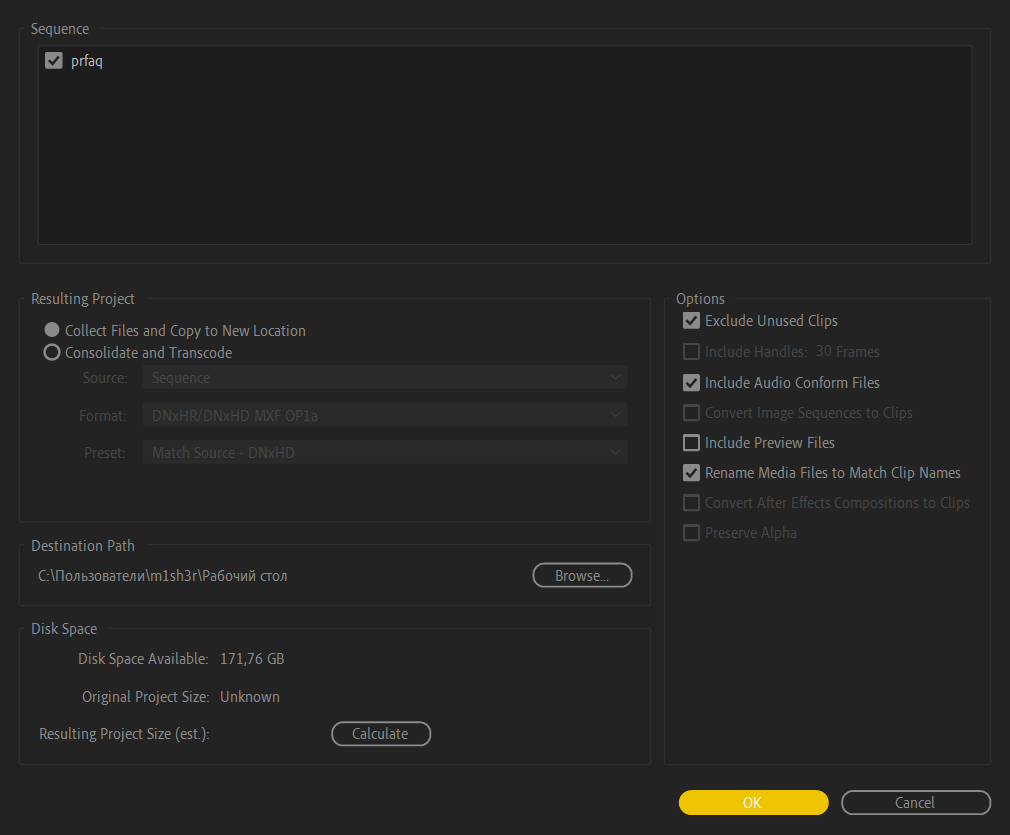 Sequence
prfaq
Resulting Project
Collect Files and Copy to New Location
Consolidate and Transcode
Source: Sequence
Format: DNxHR/DNxHD MXF OP1a
Preset: Match Source - DNxHD
Options
Exclude Unused Clips
Include Handles: 30 Frames
Include Audio Conform Files
Convert Image Sequences to Clips
Include Preview Files
Rename Media Files to Match Clip Names
Convert After Effects Compositions to Clips
Preserve Alpha
Destination Path
C:\Пользователи\m1sh3r\Рабочий стол
Browse...
Disk Space
Disk Space Available: 171,76 GB
Original Project Size: Unknown
Resulting Project Size (est.):
Calculate
OK
Cancel